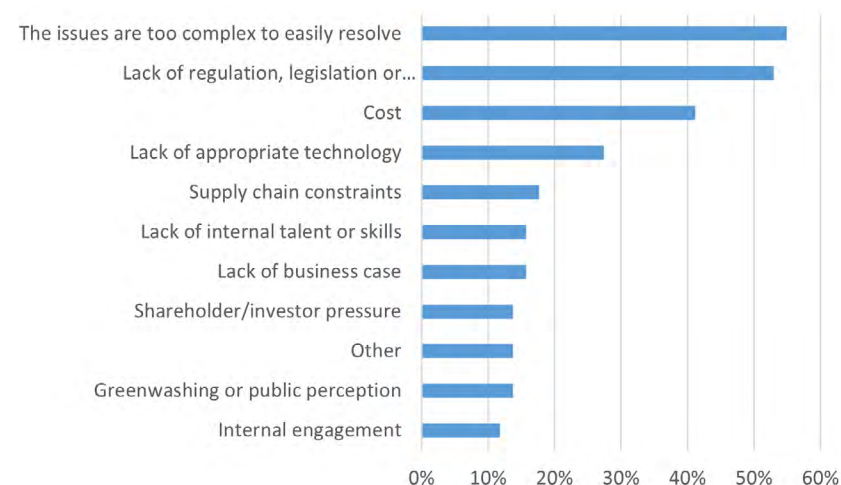 The issues are too complex to easily resolve
Lack of regulation, legislation or...
Cost
Lack of appropriate technology
Supply chain constraints
Lack of internal talent or skills
Lack of business case
Shareholder/investor pressure
Other
Greenwashing or public perception
Internal engagement
0% 10% 20% 30% 40% 50% 60%